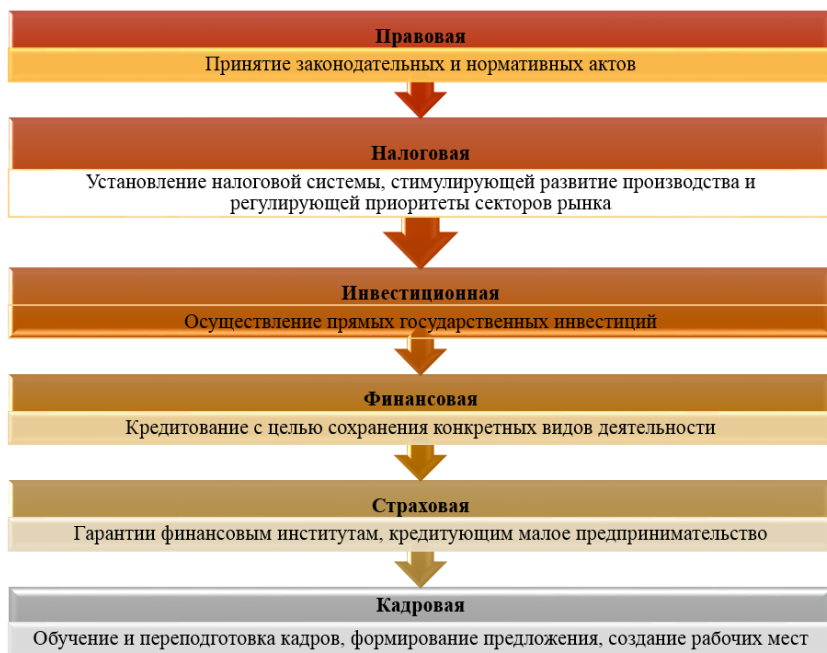 Правовая
Принятие законодательных и нормативных актов
Налоговая
Установление налоговой системы, стимулирующей развитие производства и
регулирующей приоритеты секторов рынка
Инвестиционная
Осуществление прямых государственных инвестиций
Финансовая
Кредитование с целью сохранения конкретных видов деятельности
Страховая
Гарантии финансовым институтам, кредитующим малое предпринимательство
Кадровая
Обучение и переподготовка кадров, формирование предложения, создание рабочих мест